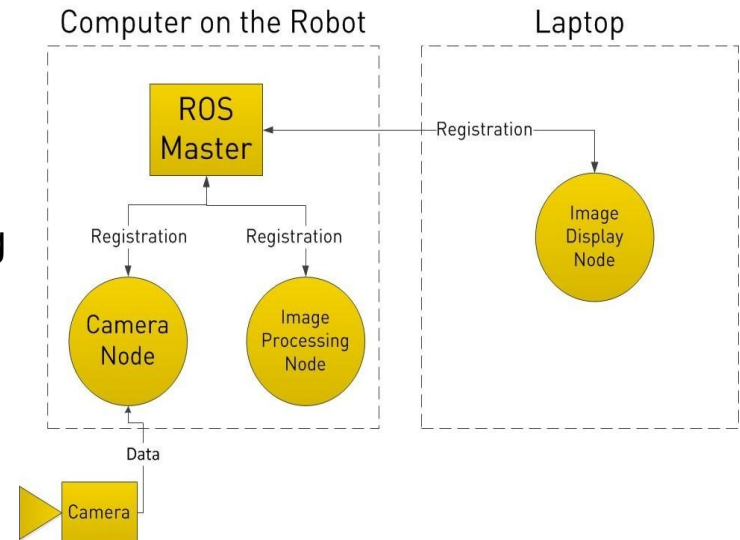 Computer on the Robot
Laptop
ROS
Master
Registration
Image
Display
Node
Registration
Registration
g
Camera
Node
Image
Processing
Node
Data
Camera